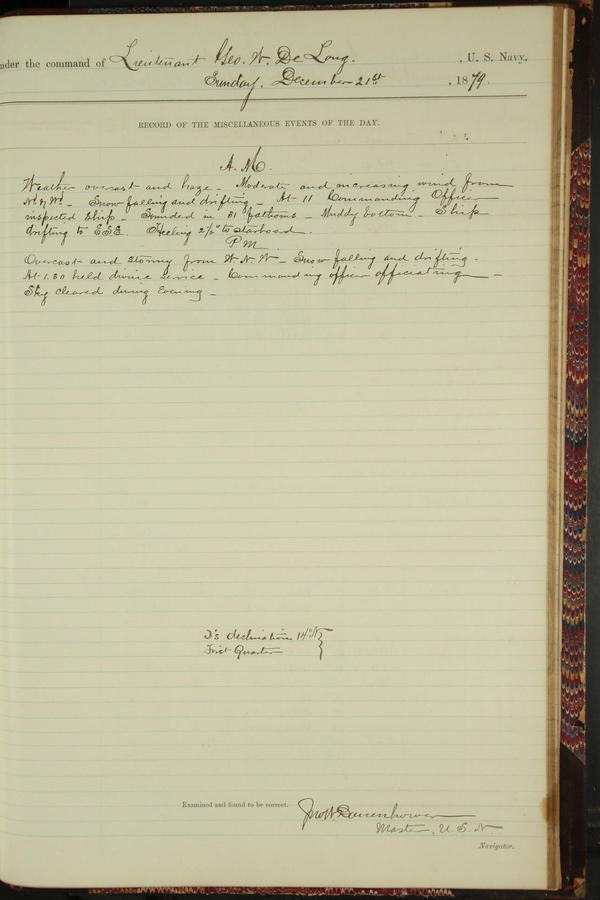 nder the command of Lieutenant Geo. W. De Long. , U. S. Navy.
Sunday, December 21st , 1879.
RECORD OF THE MISCELLANEOUS EVENTS OF THE DAY.
A. M.
Weather overcast and haze - Moderate and increasing wind from
Nd & Wd - Snow falling and drifting - At 11 Commanding Officer
inspected ship - Sounded in 31 fathoms - Muddy bottom - Ship
drifting to ESE. Heeling 2½° to starboard.
P M
Overcast and stormy from W. N. W - Snow falling and drifting -
At 1.30 held divine service - Commanding officer officiating -
Sky cleared during Evening -
☽'s declination 14° N
First Quarter
Examined and found to be correct. Jno W Danenhower
Master, U. S. N.
Navigator.